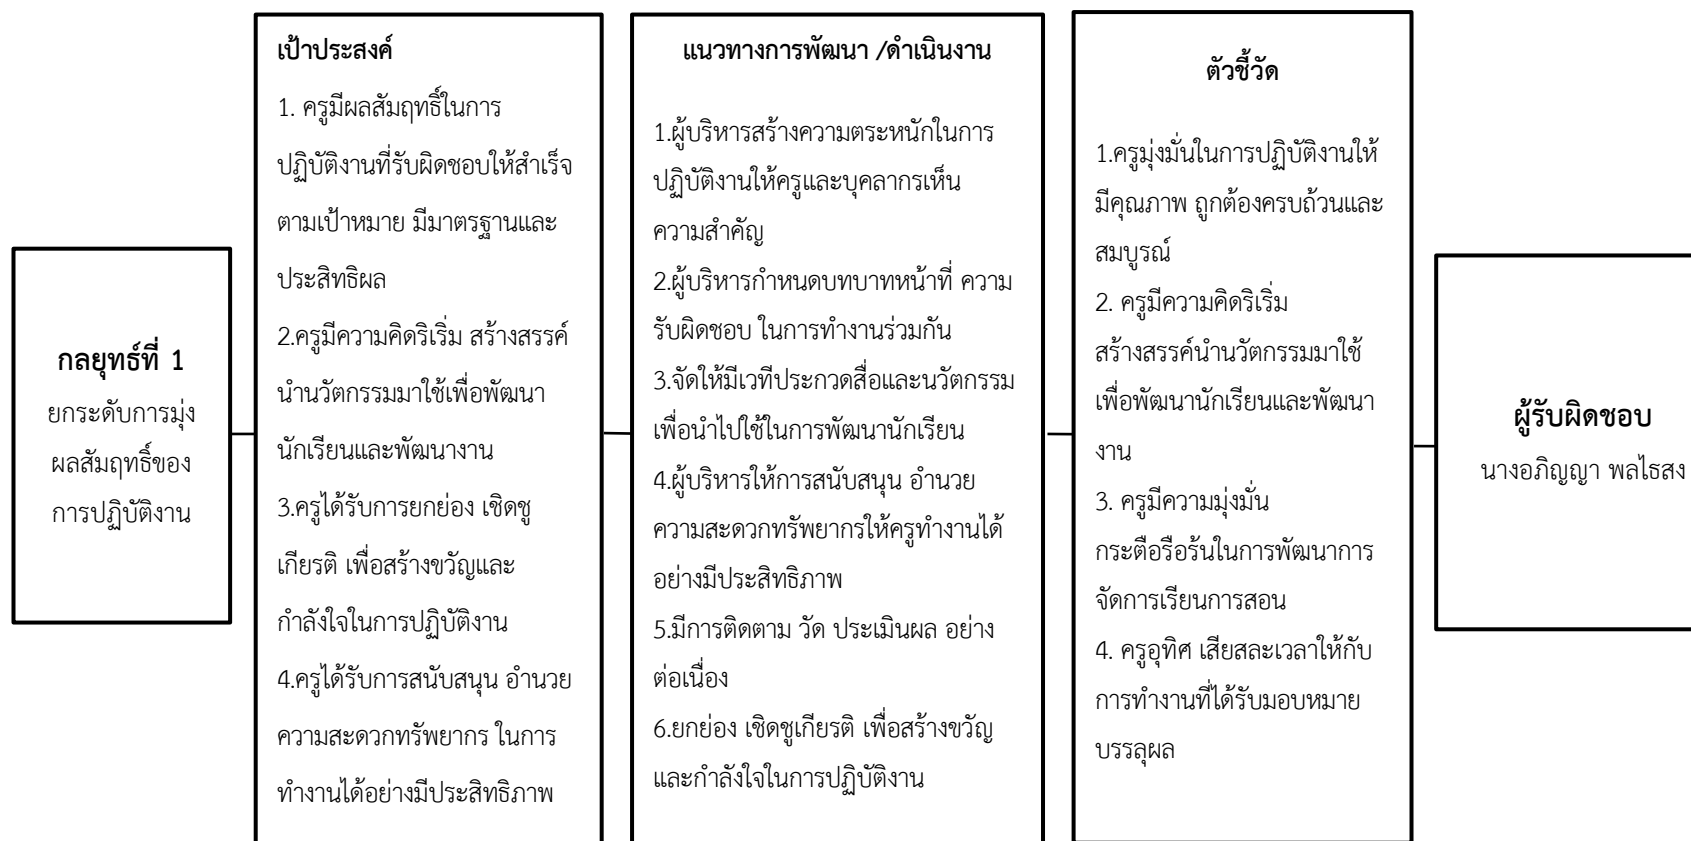 กลยุทธ์ที่ 1
ยกระดับการมุ่ง
ผลสัมฤทธิ์ของ
การปฏิบัติงาน
เป้าประสงค์
1. ครูมีผลสัมฤทธิ์ในการ
ปฏิบัติงานที่รับผิดชอบให้สำเร็จ
ตามเป้าหมาย มีมาตรฐานและ
ประสิทธิผล
2.ครูมีความคิดริเริ่ม สร้างสรรค์
นำนวัตกรรมมาใช้เพื่อพัฒนา
นักเรียนและพัฒนางาน
3.ครูได้รับการยกย่อง เชิดชู
เกียรติ เพื่อสร้างขวัญและ
กำลังใจในการปฏิบัติงาน
4.ครูได้รับการสนับสนุน อำนวย
ความสะดวกทรัพยากร ในการ
ทำงานได้อย่างมีประสิทธิภาพ
แนวทางการพัฒนา /ดำเนินงาน
1.ผู้บริหารสร้างความตระหนักในการ
ปฏิบัติงานให้ครูและบุคลากรเห็น
ความสำคัญ
2.ผู้บริหารกำหนดบทบาทหน้าที่ ความ
รับผิดชอบ ในการทำงานร่วมกัน
3.จัดให้มีเวทีประกวดสื่อและนวัตกรรม
เพื่อนำไปใช้ในการพัฒนานักเรียน
4.ผู้บริหารให้การสนับสนุน อำนวย
ความสะดวกทรัพยากรให้ครูทำงานได้
อย่างมีประสิทธิภาพ
5.มีการติดตาม วัด ประเมินผล อย่าง
ต่อเนื่อง
6.ยกย่อง เชิดชูเกียรติ เพื่อสร้างขวัญ
และกำลังใจในการปฏิบัติงาน
ตัวชี้วัด
1.ครูมุ่งมั่นในการปฏิบัติงานให้
มีคุณภาพ ถูกต้องครบถ้วนและ
สมบูรณ์
2. ครูมีความคิดริเริ่ม
สร้างสรรค์นำนวัตกรรมมาใช้
เพื่อพัฒนานักเรียนและพัฒนา
งาน
3. ครูมีความมุ่งมั่น
กระตือรือร้นในการพัฒนาการ
จัดการเรียนการสอน
4. ครูอุทิศ เสียสละเวลาให้กับ
การทำงานที่ได้รับมอบหมาย
บรรลุผล
ผู้รับผิดชอบ
นางอภิญญา พลไธสง